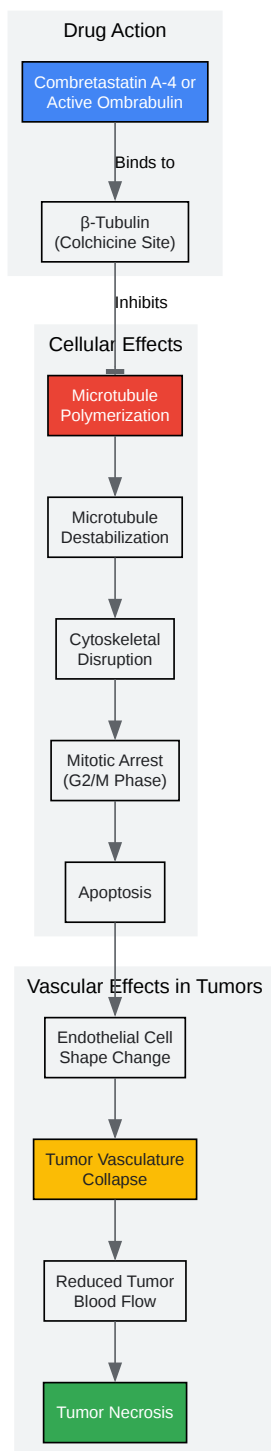 Drug Action
Combretastatin A-4 or
Active Ombrabulin
Binds to
β-Tubulin
(Colchicine Site)
Inhibits
Cellular Effects
Microtubule
Polymerization
Microtubule
Destabilization
Cytoskeletal
Disruption
Mitotic Arrest
(G2/M Phase)
Apoptosis
Vascular Effects in Tumors
Endothelial Cell
Shape Change
Tumor Vasculature
Collapse
Reduced Tumor
Blood Flow
Tumor Necrosis